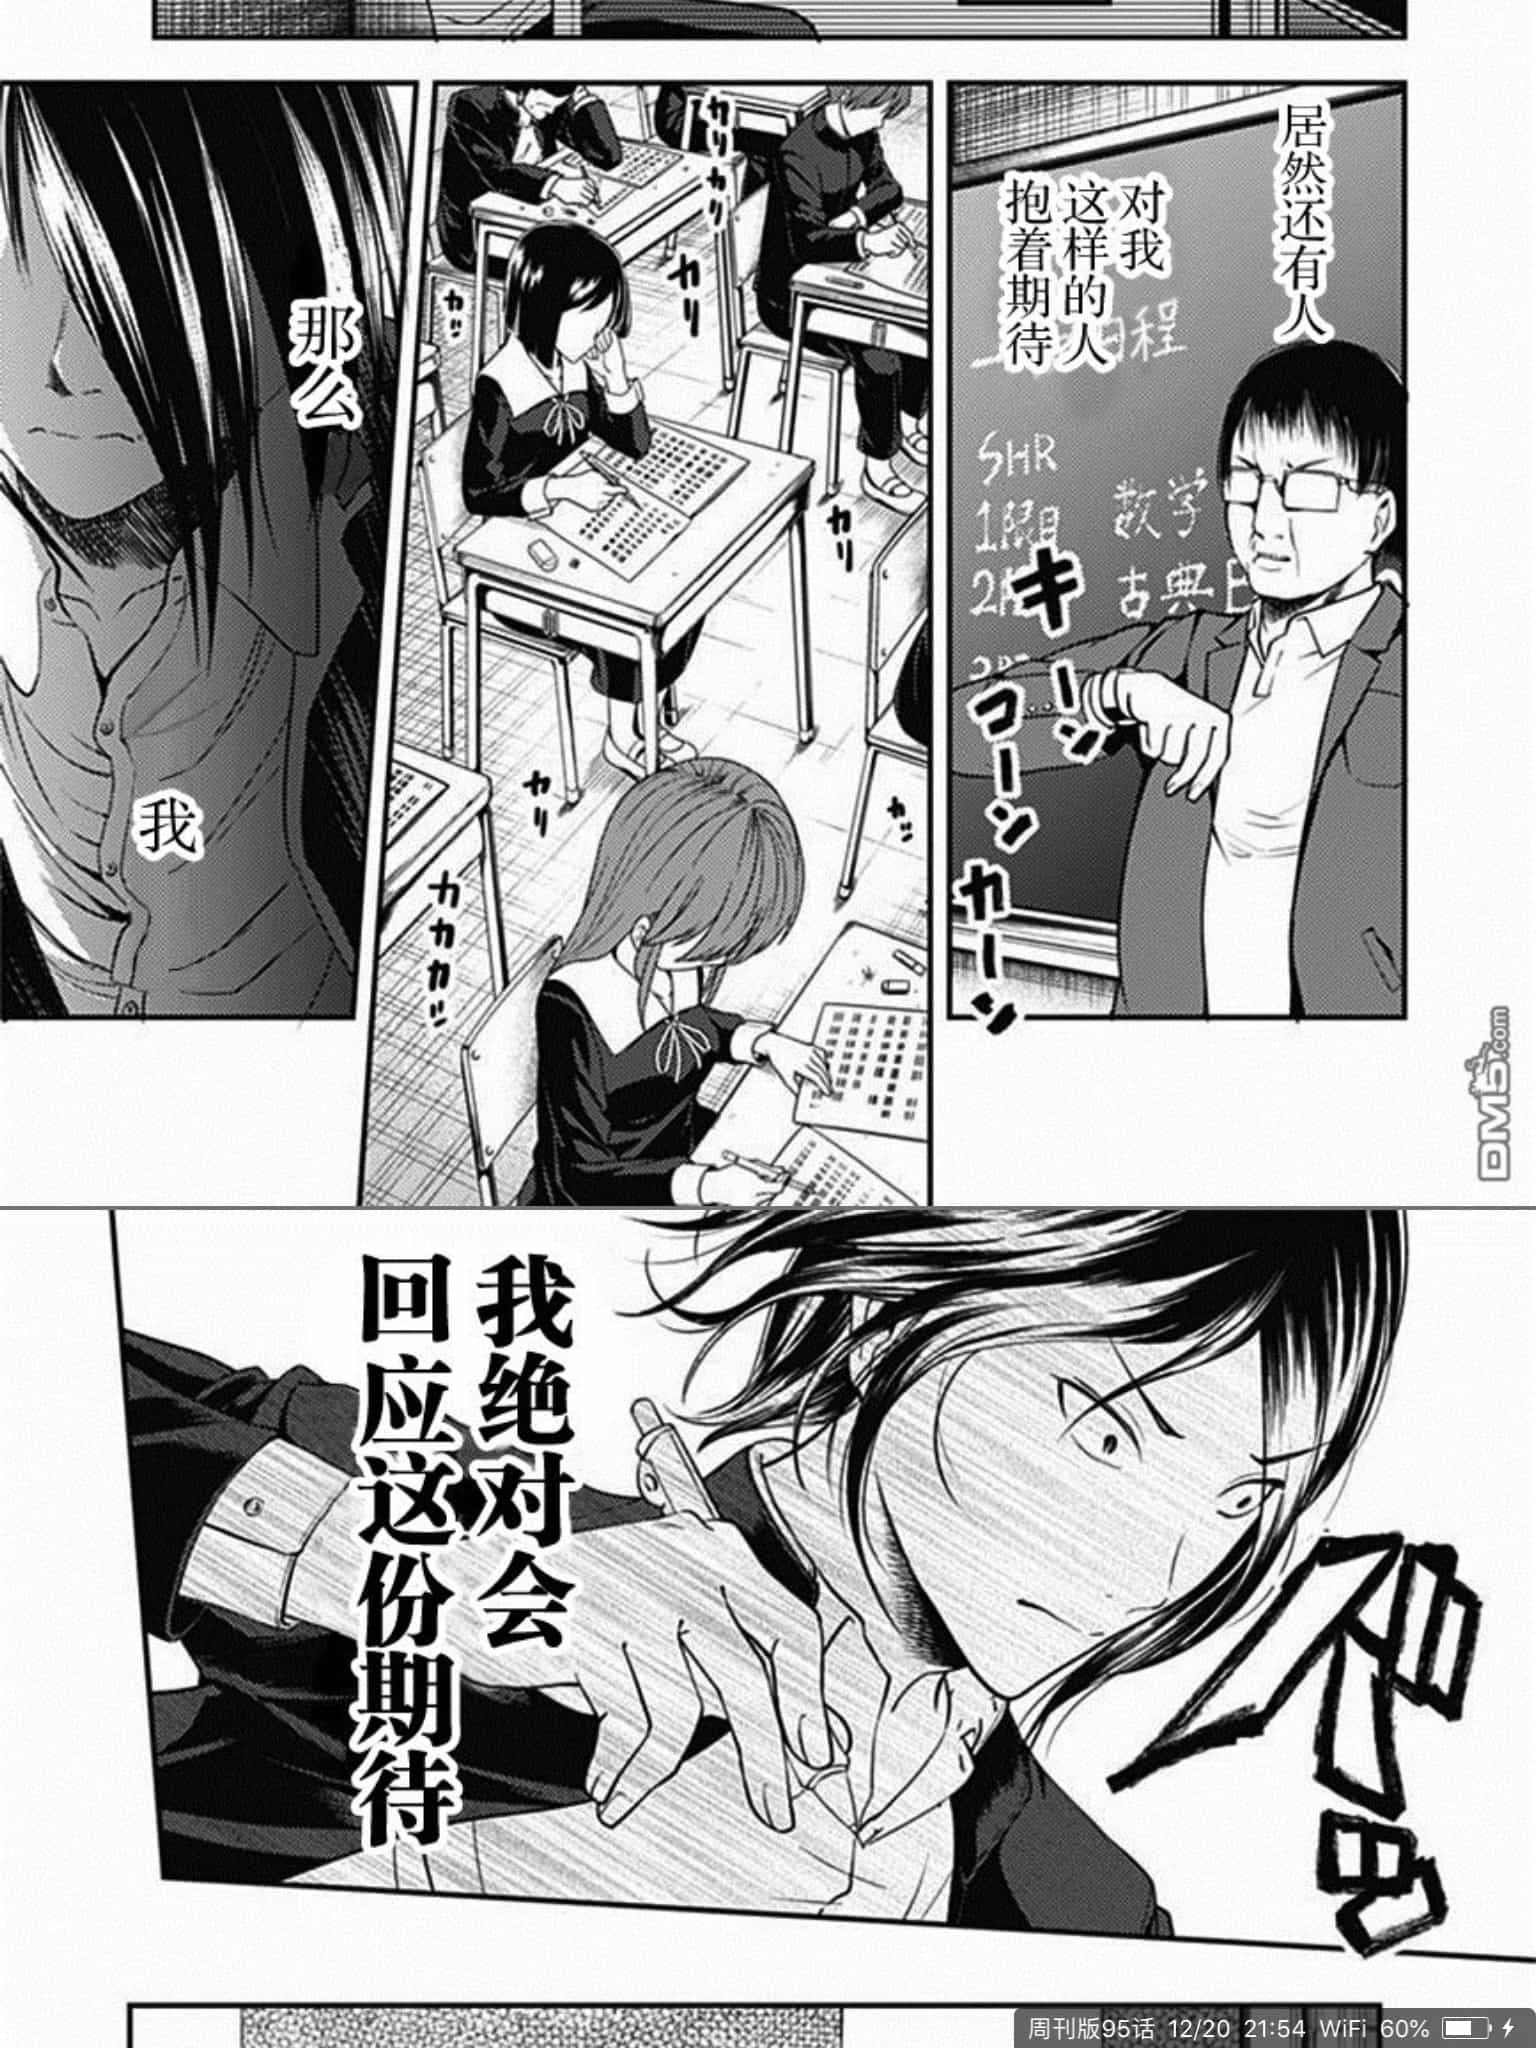 居然还有人
对我
这样的人
抱着期待
日程
SHR
1限目 数学
古典
キーン
コーン
カーン
カリ
カリ
カリ
カッ
カリ
カリ
カッ
カカカッ
那么
我
DM5.com
我绝对会
回应这份期待
周刊版95话 12/20 21:54 WiFi 60%